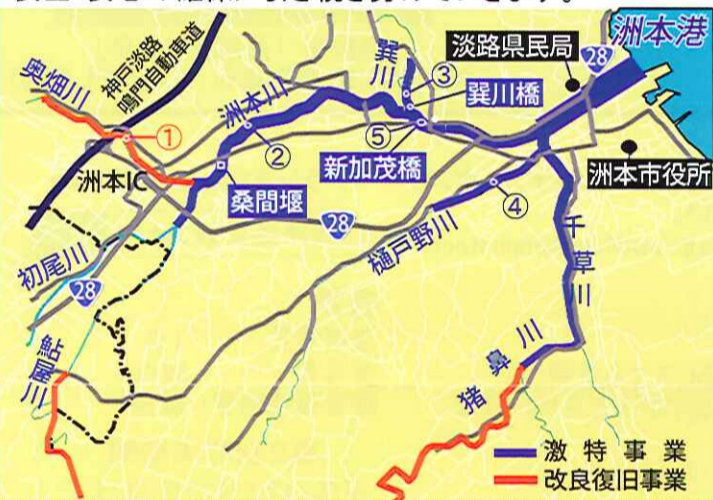 洲本港
28
淡路県民局
洲本市役所
巽川
③
巽川橋
⑤
新加茂橋
神戸淡路
鳴門自動車道
奥畑川
①
洲本IC
洲本川
②
桑間堰
28
④
樋戸野川
千草川
初尾川
28
鮎屋川
猪鼻川
激特事業
改良復旧事業